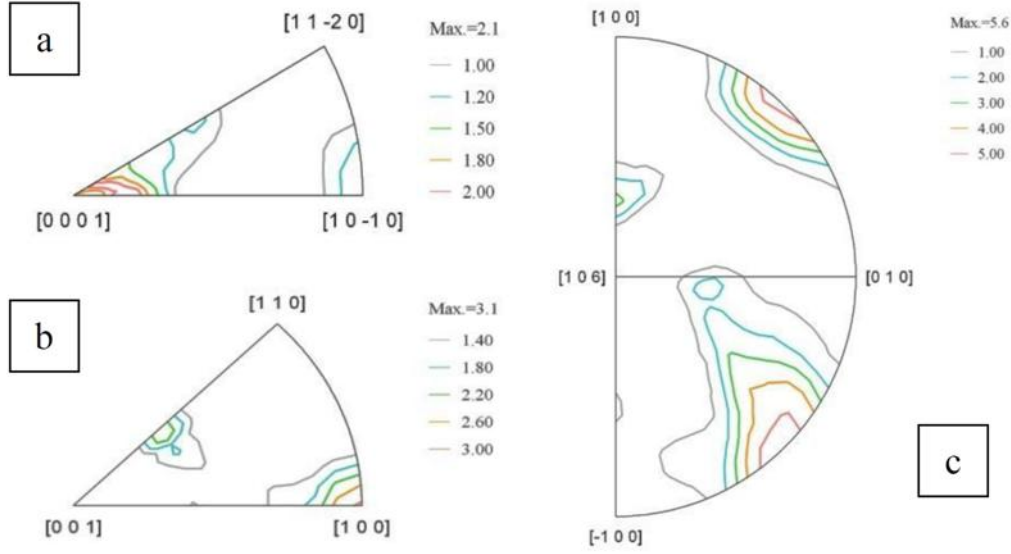 a
[1 1 -2 0]
Max.=2.1
1.00
1.20
1.50
1.80
2.00
[0 0 0 1]
[1 0 -1 0]
b
[1 1 0]
Max.=3.1
1.40
1.80
2.20
2.60
3.00
[0 0 1]
[1 0 0]
[1 0 0]
Max.=5.6
1.00
2.00
3.00
4.00
5.00
[1 0 6]
[0 1 0]
[-1 0 0]
c